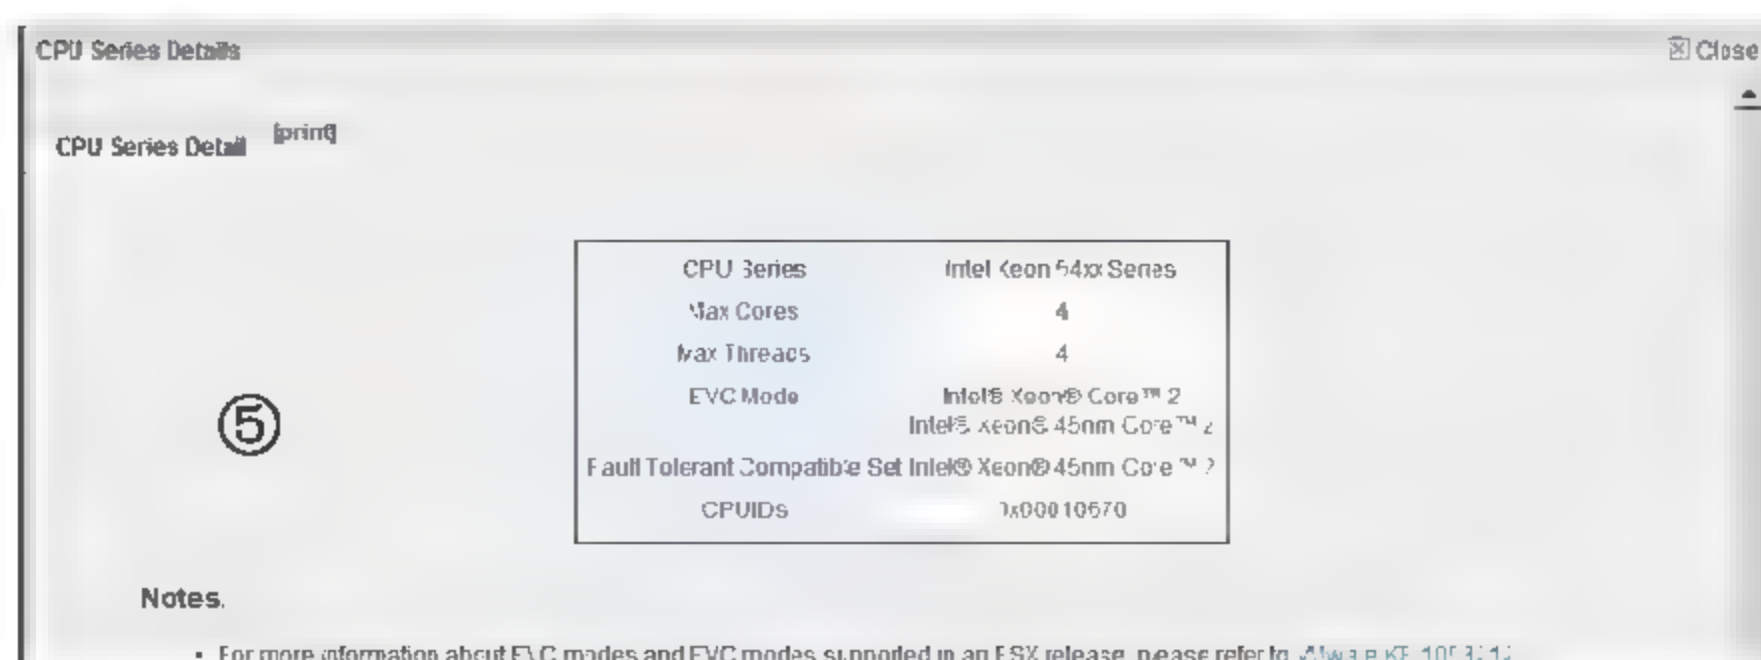 CPU Series Details
Close
CPU Series Detail [print]
CPU Series Intel Xeon 54xx Series
Max Cores 4
Max Threads 4
EVC Mode Intel® Xeon® Core™ 2
Intel® Xeon® 45nm Core™ 2
Fault Tolerant Compatible Set Intel® Xeon® 45nm Core™ 2
CPUIDs 0x00010670
⑤
Notes:
• For more information about EVC modes and EVC modes supported in an ESX release, please refer to VMware KB